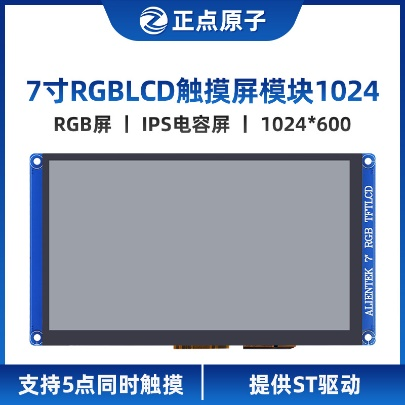 正点原子
7寸RGBLCD触摸屏模块1024
RGB屏 | IPS电容屏 | 1024*600
ALIENTEK 7 RGB TFTLCD
支持5点同时触摸
提供ST驱动